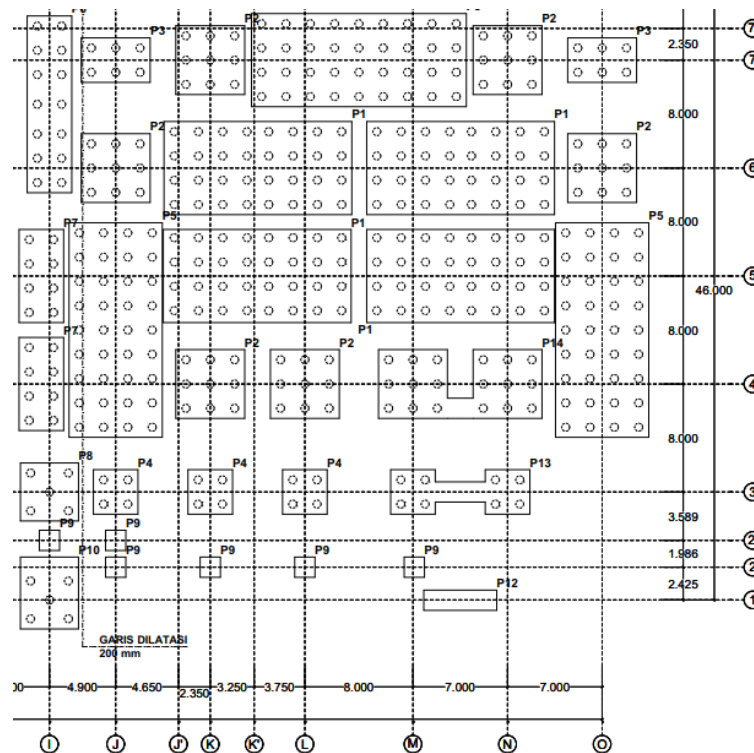 P2
P2
7
P3
P3
2.350
7
8.000
P1
P1
P2
P2
6
P7
P5
8.000
P5
5
46.000
P7
P1
8.000
P2
P2
P14
4
8.000
P8
P4
P4
P4
P13
3
3.589
P9
2
P10
P9
P9
P9
P9
1.986
2
P12
2.425
1
GARIS DILATASI
200 mm
4.900
4.650
2.350
3.250
3.750
8.000
7.000
7.000
I
J
J'
K
K'
L
M
N
O